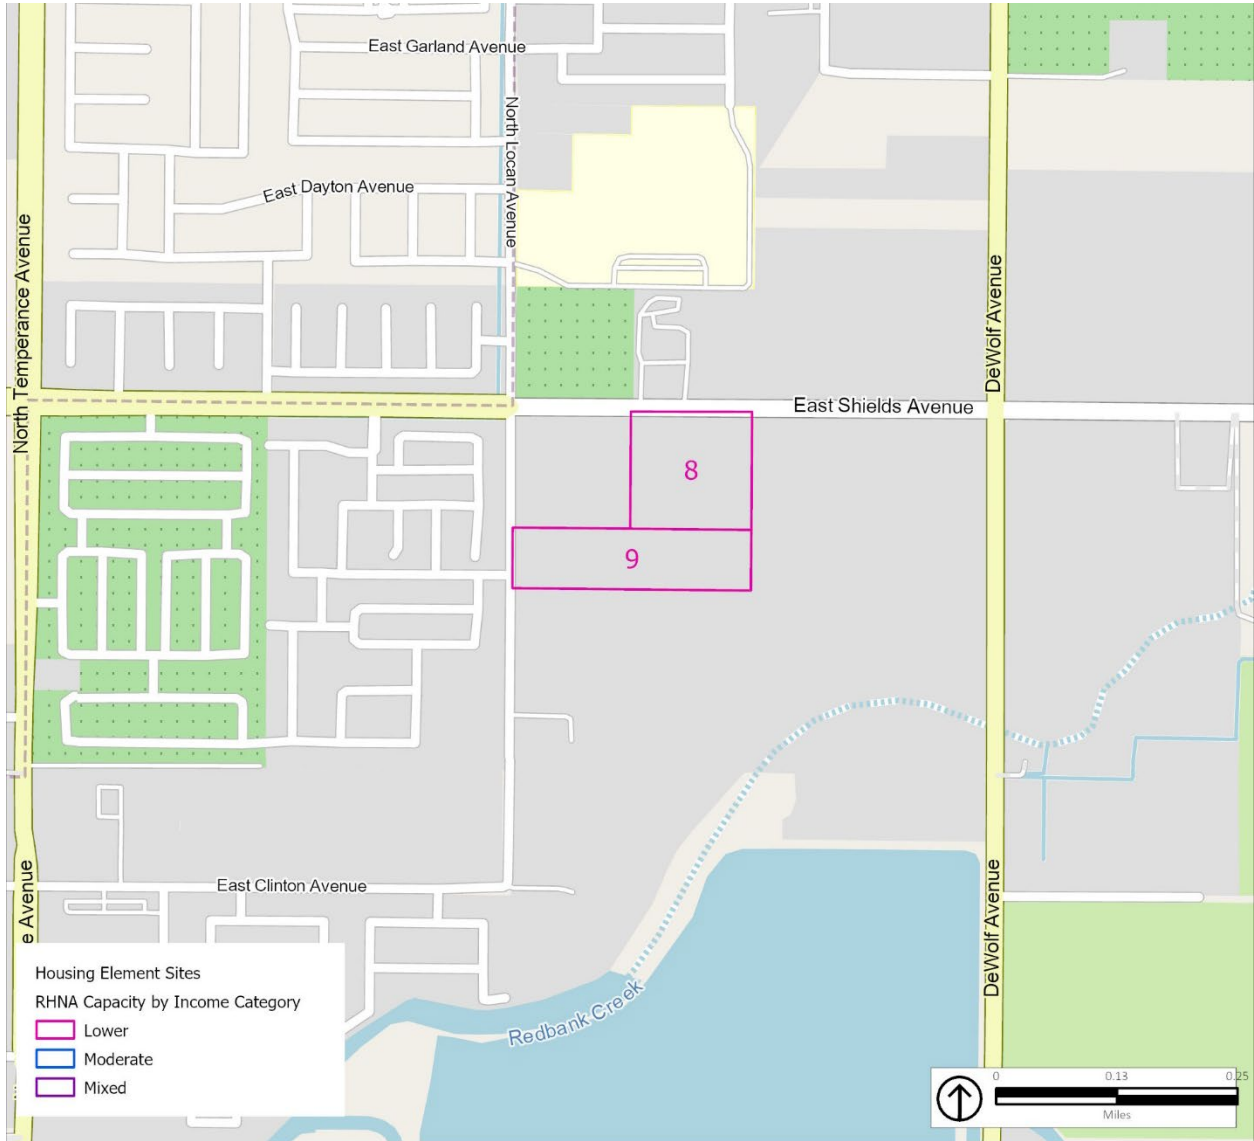 East Garland Avenue
North Locan Avenue
East Dayton Avenue
North Temperance Avenue
DeWolf Avenue
East Shields Avenue
8
9
East Clinton Avenue
e Avenue
DeWolf Avenue
Redbank Creek
Housing Element Sites
RHNA Capacity by Income Category
Lower
Moderate
Mixed
0 0.13 0.25
Miles